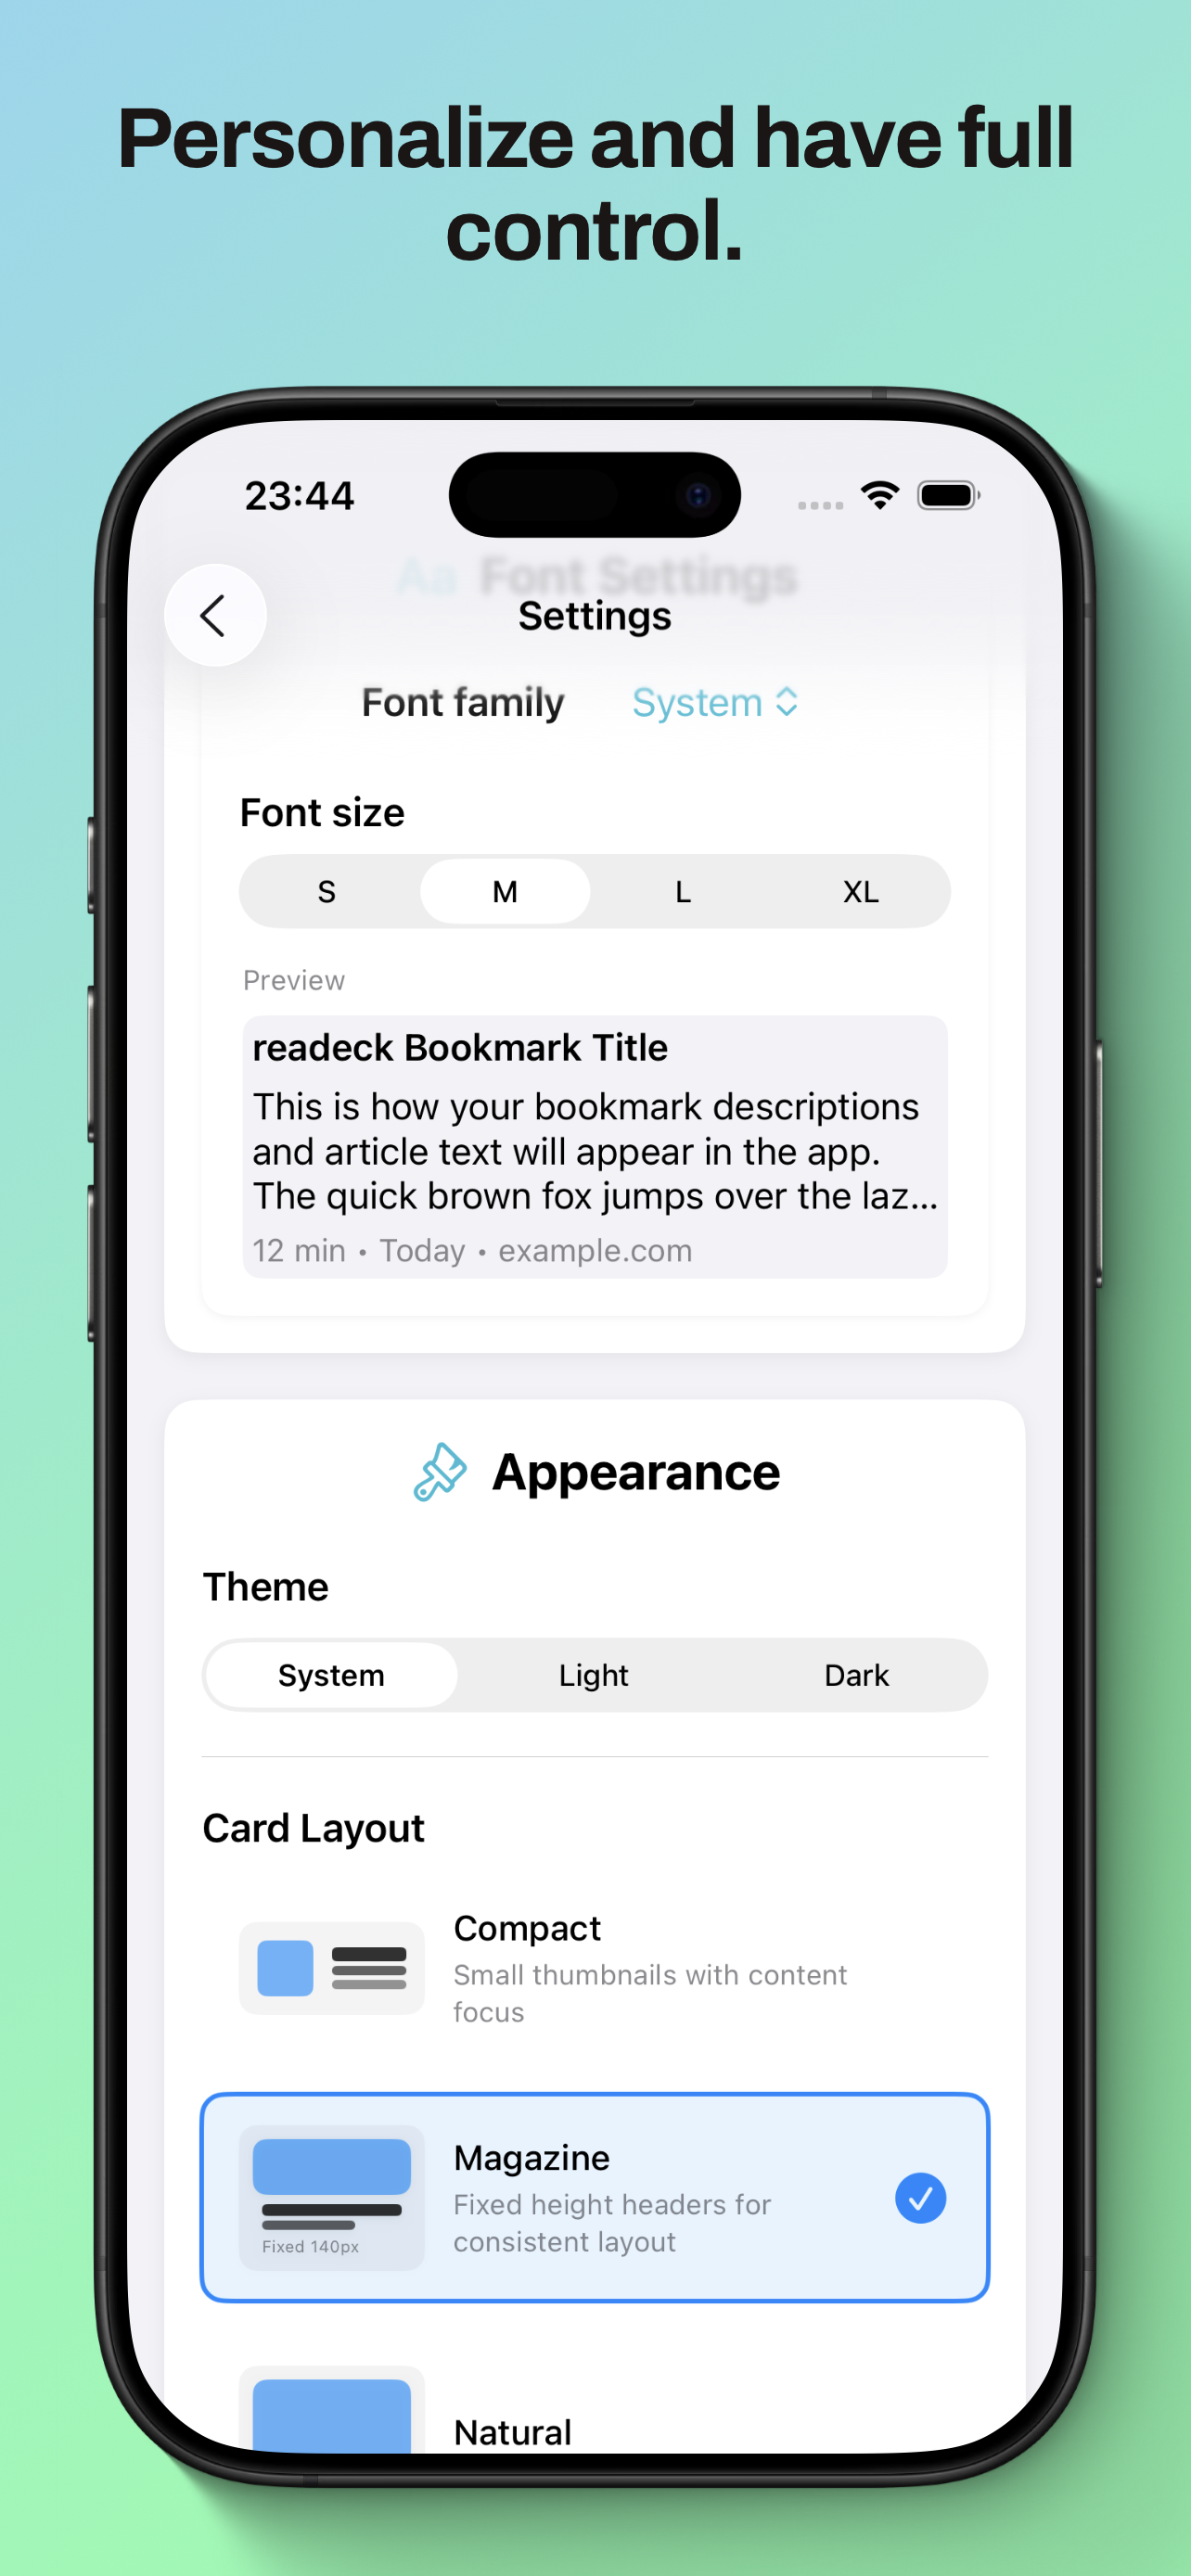 Personalize and have full
control.
23:44
Aa Font Settings
Settings
Font family System
Font size
S M L XL
Preview
readeck Bookmark Title
This is how your bookmark descriptions
and article text will appear in the app.
The quick brown fox jumps over the laz...
12 min • Today • example.com
Appearance
Theme
System Light Dark
Card Layout
Compact
Small thumbnails with content
focus
Magazine
Fixed height headers for
consistent layout
Fixed 140px
Natural